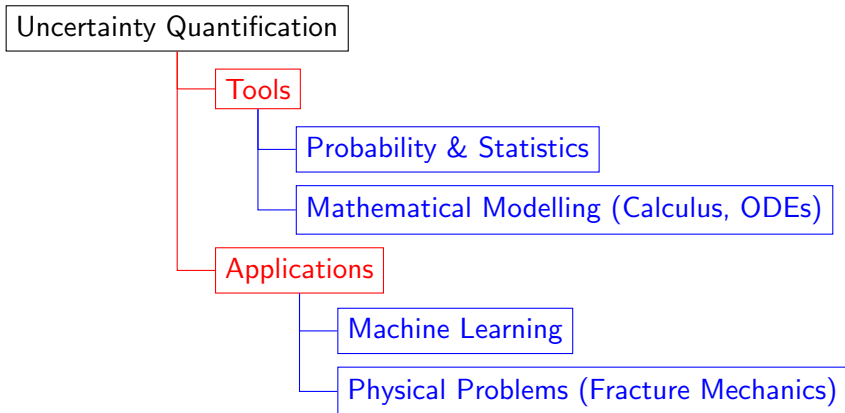 Uncertainty Quantification
Tools
Probability & Statistics
Mathematical Modelling (Calculus, ODEs)
Applications
Machine Learning
Physical Problems (Fracture Mechanics)